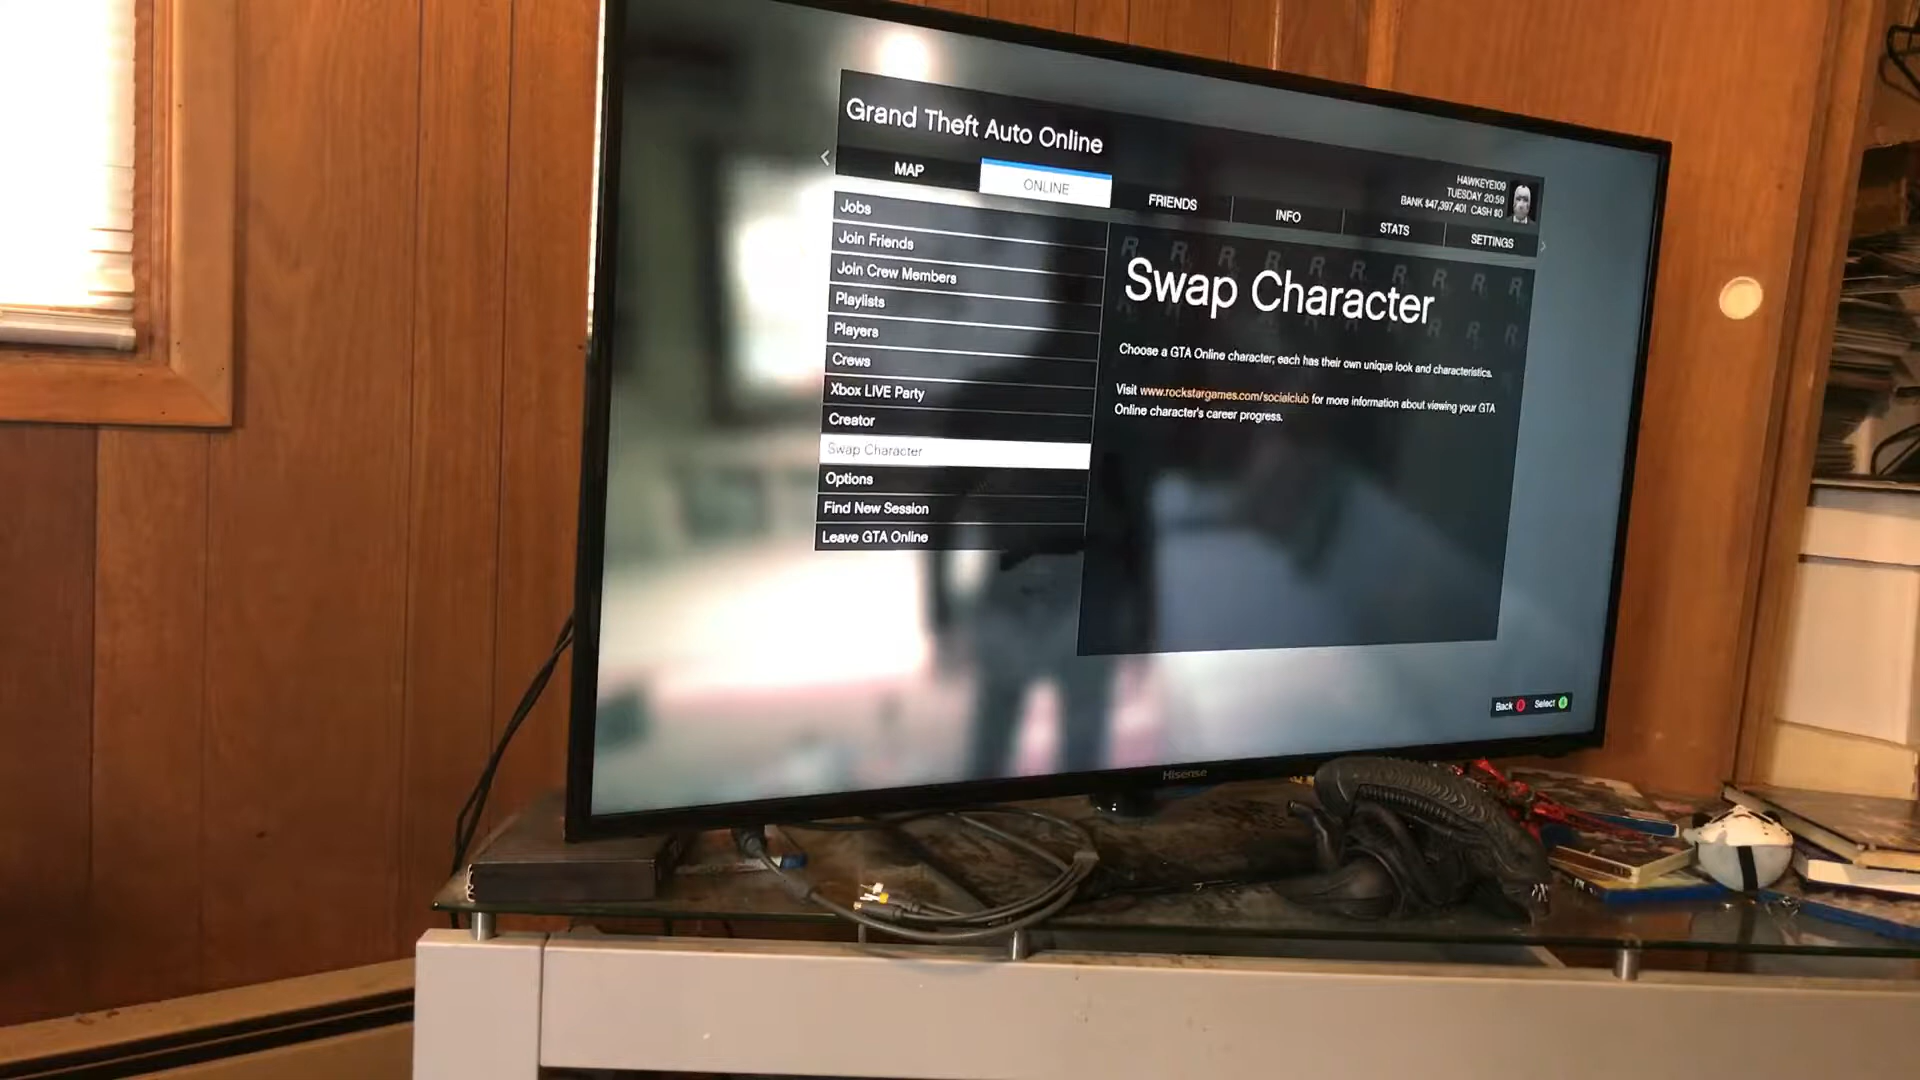 Grand Theft Auto Online
HAWKEYE109
TUESDAY 20:59
BANK $47,397,401 CASH $0
MAP
ONLINE
FRIENDS
INFO
STATS
SETTINGS
Jobs
Join Friends
Join Crew Members
Playlists
Players
Crews
Xbox LIVE Party
Creator
Swap Character
Options
Find New Session
Leave GTA Online
Swap Character
Choose a GTA Online character; each has their own unique look and characteristics.
Visit www.rockstargames.com/socialclub for more information about viewing your GTA
Online character's career progress.
Back B Select A
Hisense